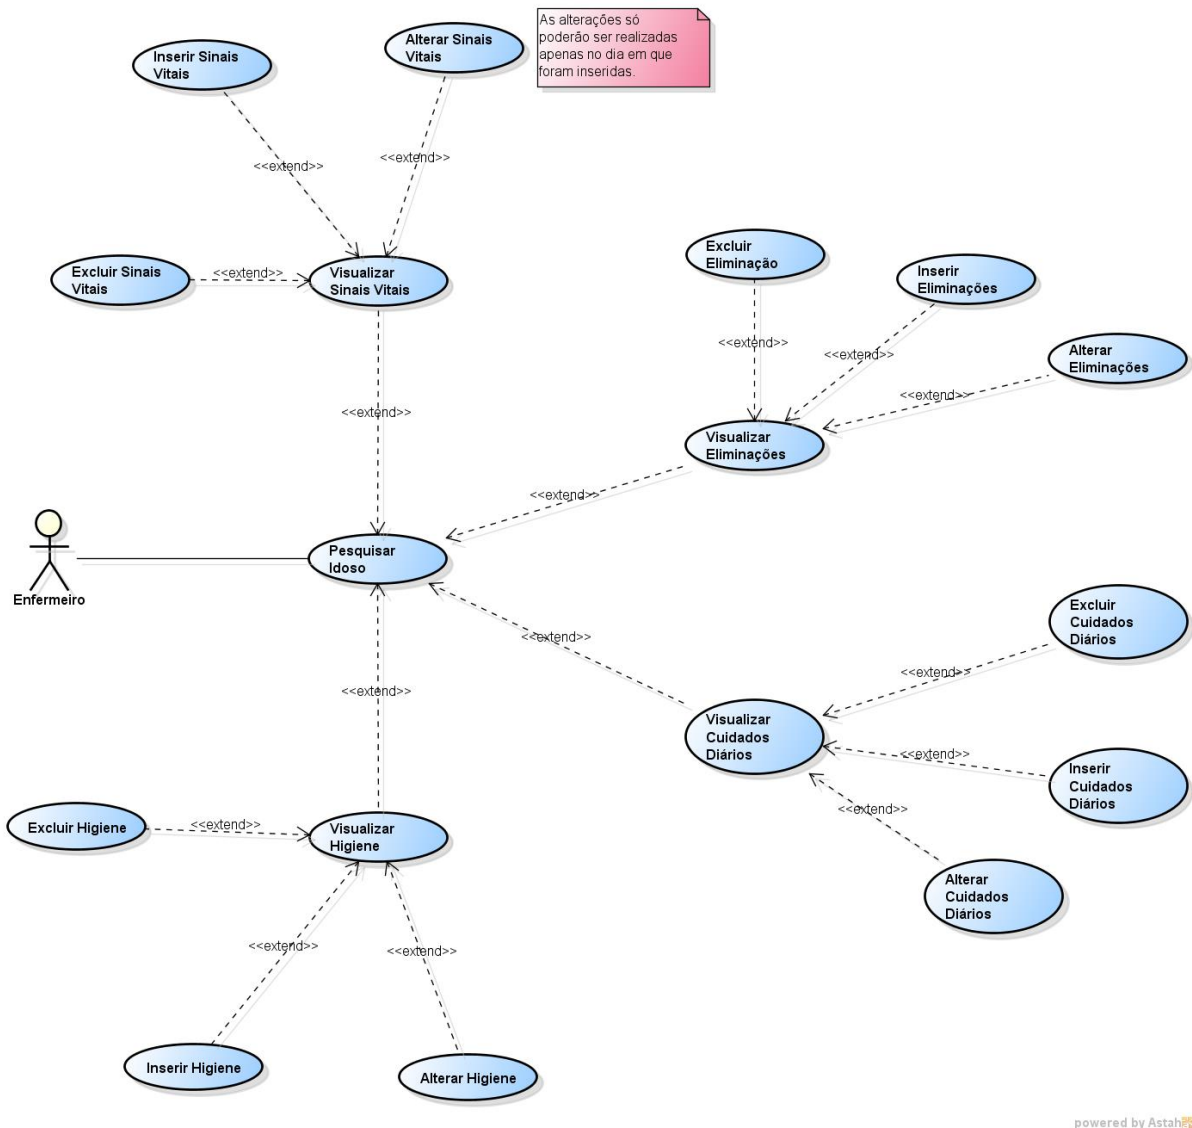 Inserir Sinais
Vitais
Alterar Sinais
Vitais
As alterações só
poderão ser realizadas
apenas no dia em que
foram inseridas.
<<extend>>
<<extend>>
Excluir Sinais
Vitais
<<extend>>
Visualizar
Sinais Vitais
Excluir
Eliminação
Inserir
Eliminações
Alterar
Eliminações
<<extend>>
<<extend>>
<<extend>>
<<extend>>
Visualizar
Eliminações
<<extend>>
Enfermeiro
Pesquisar
Idoso
<<extend>>
<<extend>>
Excluir
Cuidados
Diários
<<extend>>
Visualizar
Cuidados
Diários
<<extend>>
Inserir
Cuidados
Diários
<<extend>>
Alterar
Cuidados
Diários
Excluir Higiene
<<extend>>
Visualizar
Higiene
<<extend>>
<<extend>>
Inserir Higiene
Alterar Higiene
powered by Astah